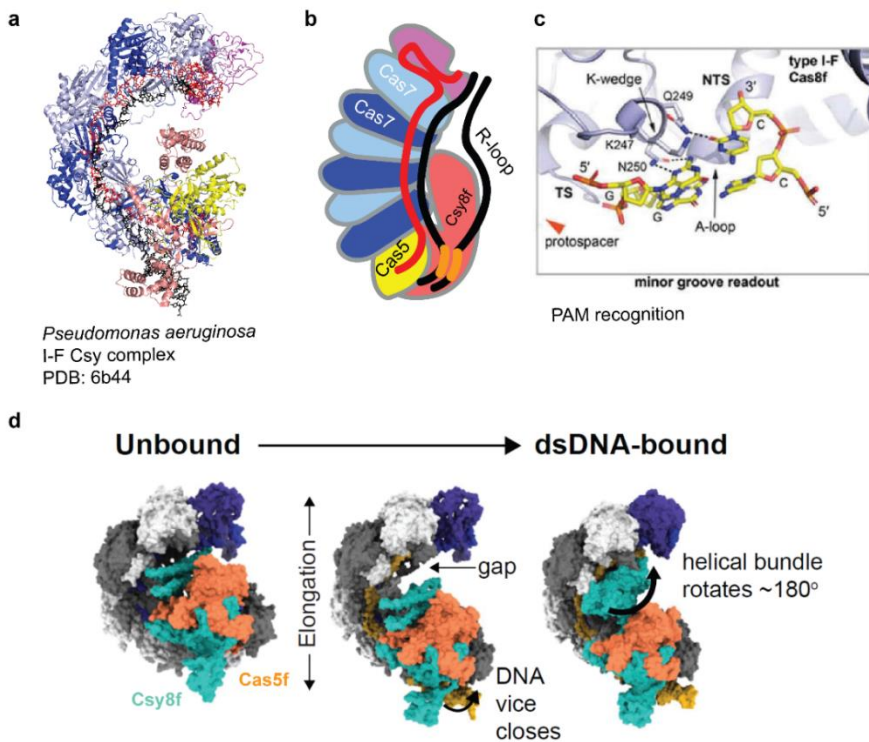 a
Pseudomonas aeruginosa
I-F Csy complex
PDB: 6b44
b
Cas7
Cas7
R-loop
Csy8f
Cas5
c
type I-F
Cas8f
NTS
K-wedge
Q249
3'
C
K247
N250
5'
TS
G
G
C
A-loop
5'
protospacer
minor groove readout
PAM recognition
d
Unbound
dsDNA-bound
Elongation
gap
helical bundle
rotates ~180°
Csy8f
Cas5f
DNA
vice
closes